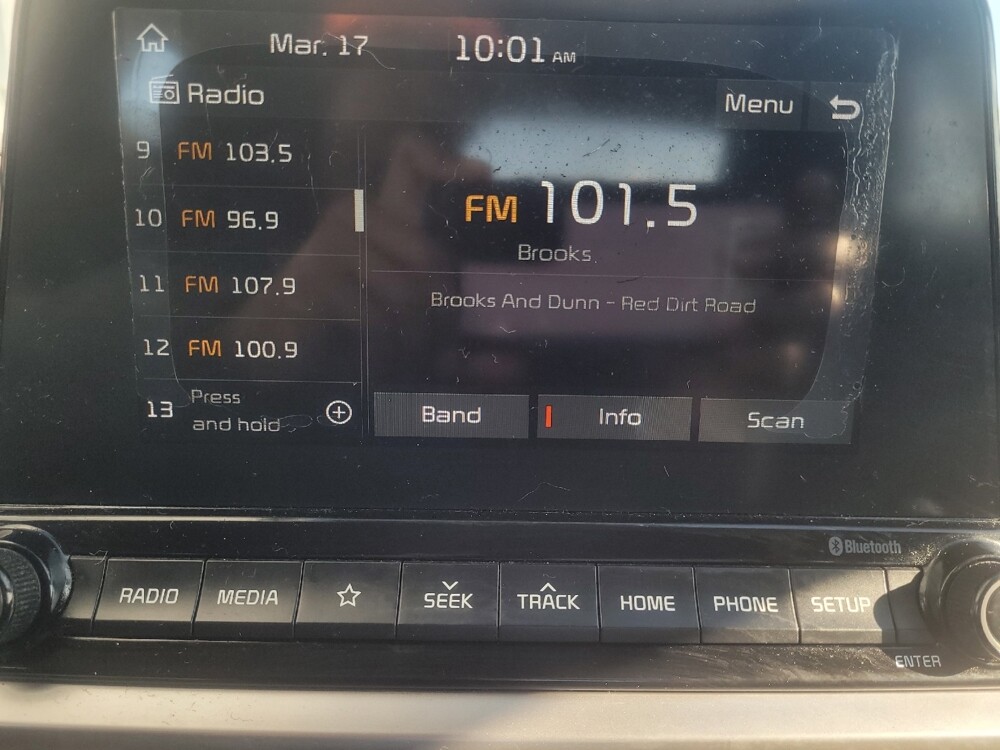 Mar. 17 10:01 AM
Radio Menu
9 FM 103.5
10 FM 96.9
11 FM 107.9
12 FM 100.9
13 Press and hold
FM 101.5
Brooks
Brooks And Dunn - Red Dirt Road
Band Info Scan
Bluetooth
RADIO MEDIA SEEK TRACK HOME PHONE SETUP
ENTER